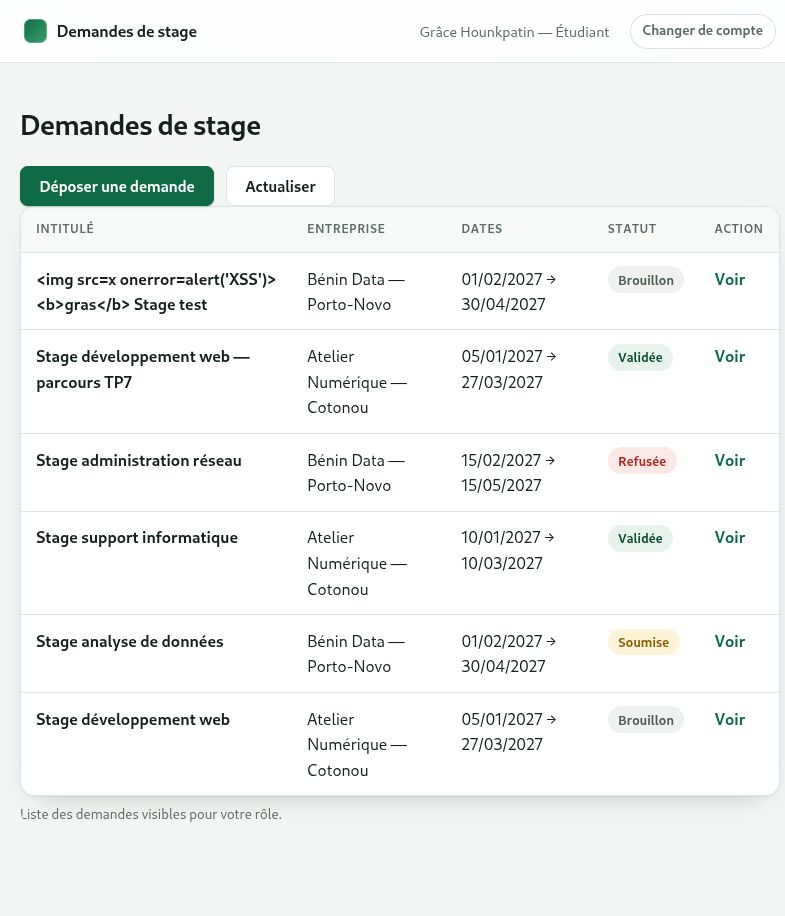 Demandes de stage
Grâce Hounkpatin — Étudiant
Changer de compte
Demandes de stage
Déposer une demande
Actualiser
INTITULÉ ENTREPRISE DATES STATUT ACTION
<img src=x onerror=alert('XSS')> Bénin Data — 01/02/2027 → Brouillon Voir
<b>gras</b> Stage test Porto-Novo 30/04/2027
Stage développement web — Atelier 05/01/2027 → Validée Voir
parcours TP7 Numérique — 27/03/2027
Cotonou
Stage administration réseau Bénin Data — 15/02/2027 → Refusée Voir
Porto-Novo 15/05/2027
Stage support informatique Atelier 10/01/2027 → Validée Voir
Numérique — 10/03/2027
Cotonou
Stage analyse de données Bénin Data — 01/02/2027 → Soumise Voir
Porto-Novo 30/04/2027
Stage développement web Atelier 05/01/2027 → Brouillon Voir
Numérique — 27/03/2027
Cotonou
Liste des demandes visibles pour votre rôle.